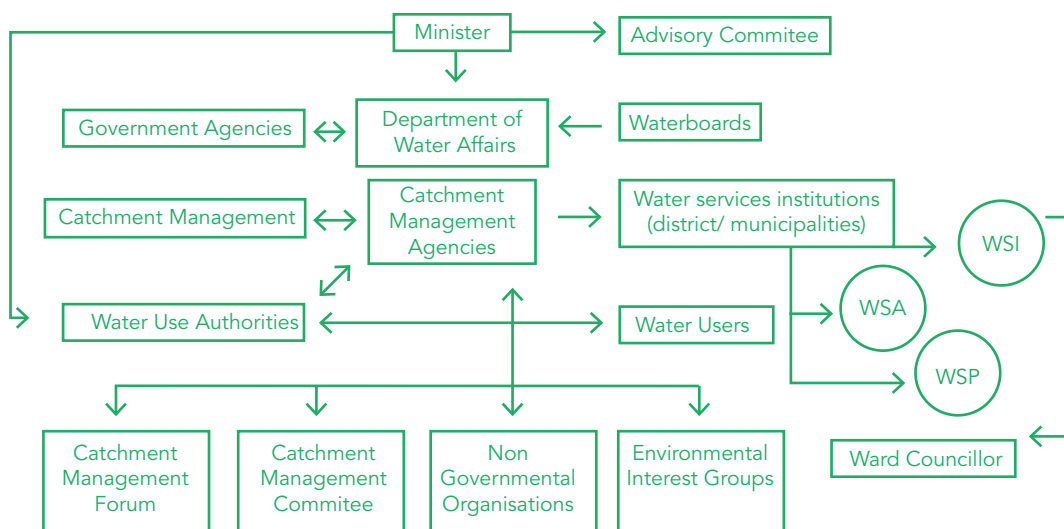 Minister
Advisory Commitee
Government Agencies
Department of
Water Affairs
Waterboards
Catchment Management
Catchment
Management
Agencies
Water services institutions
(district/ municipalities)
WSI
WSA
WSP
Water Use Authorities
Water Users
Catchment
Management
Forum
Catchment
Management
Commitee
Non
Governmental
Organisations
Environmental
Interest Groups
Ward Councillor